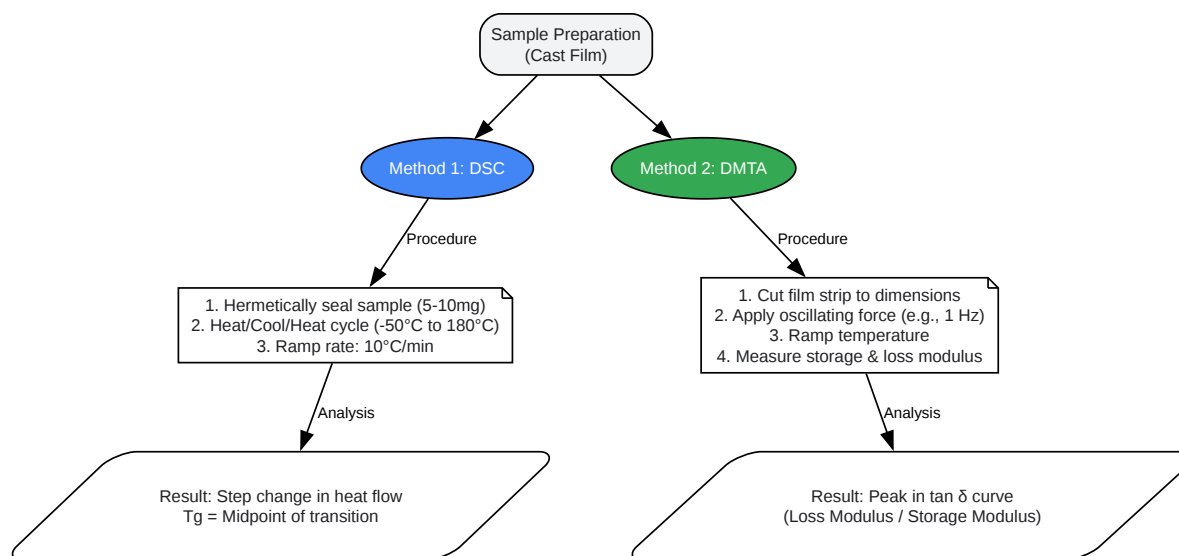 Sample Preparation
(Cast Film)
Method 1: DSC
Method 2: DMTA
Procedure
Procedure
1. Hermetically seal sample (5-10mg)
2. Heat/Cool/Heat cycle (-50°C to 180°C)
3. Ramp rate: 10°C/min
1. Cut film strip to dimensions
2. Apply oscillating force (e.g., 1 Hz)
3. Ramp temperature
4. Measure storage & loss modulus
Analysis
Analysis
Result: Step change in heat flow
Tg = Midpoint of transition
Result: Peak in tan δ curve
(Loss Modulus / Storage Modulus)